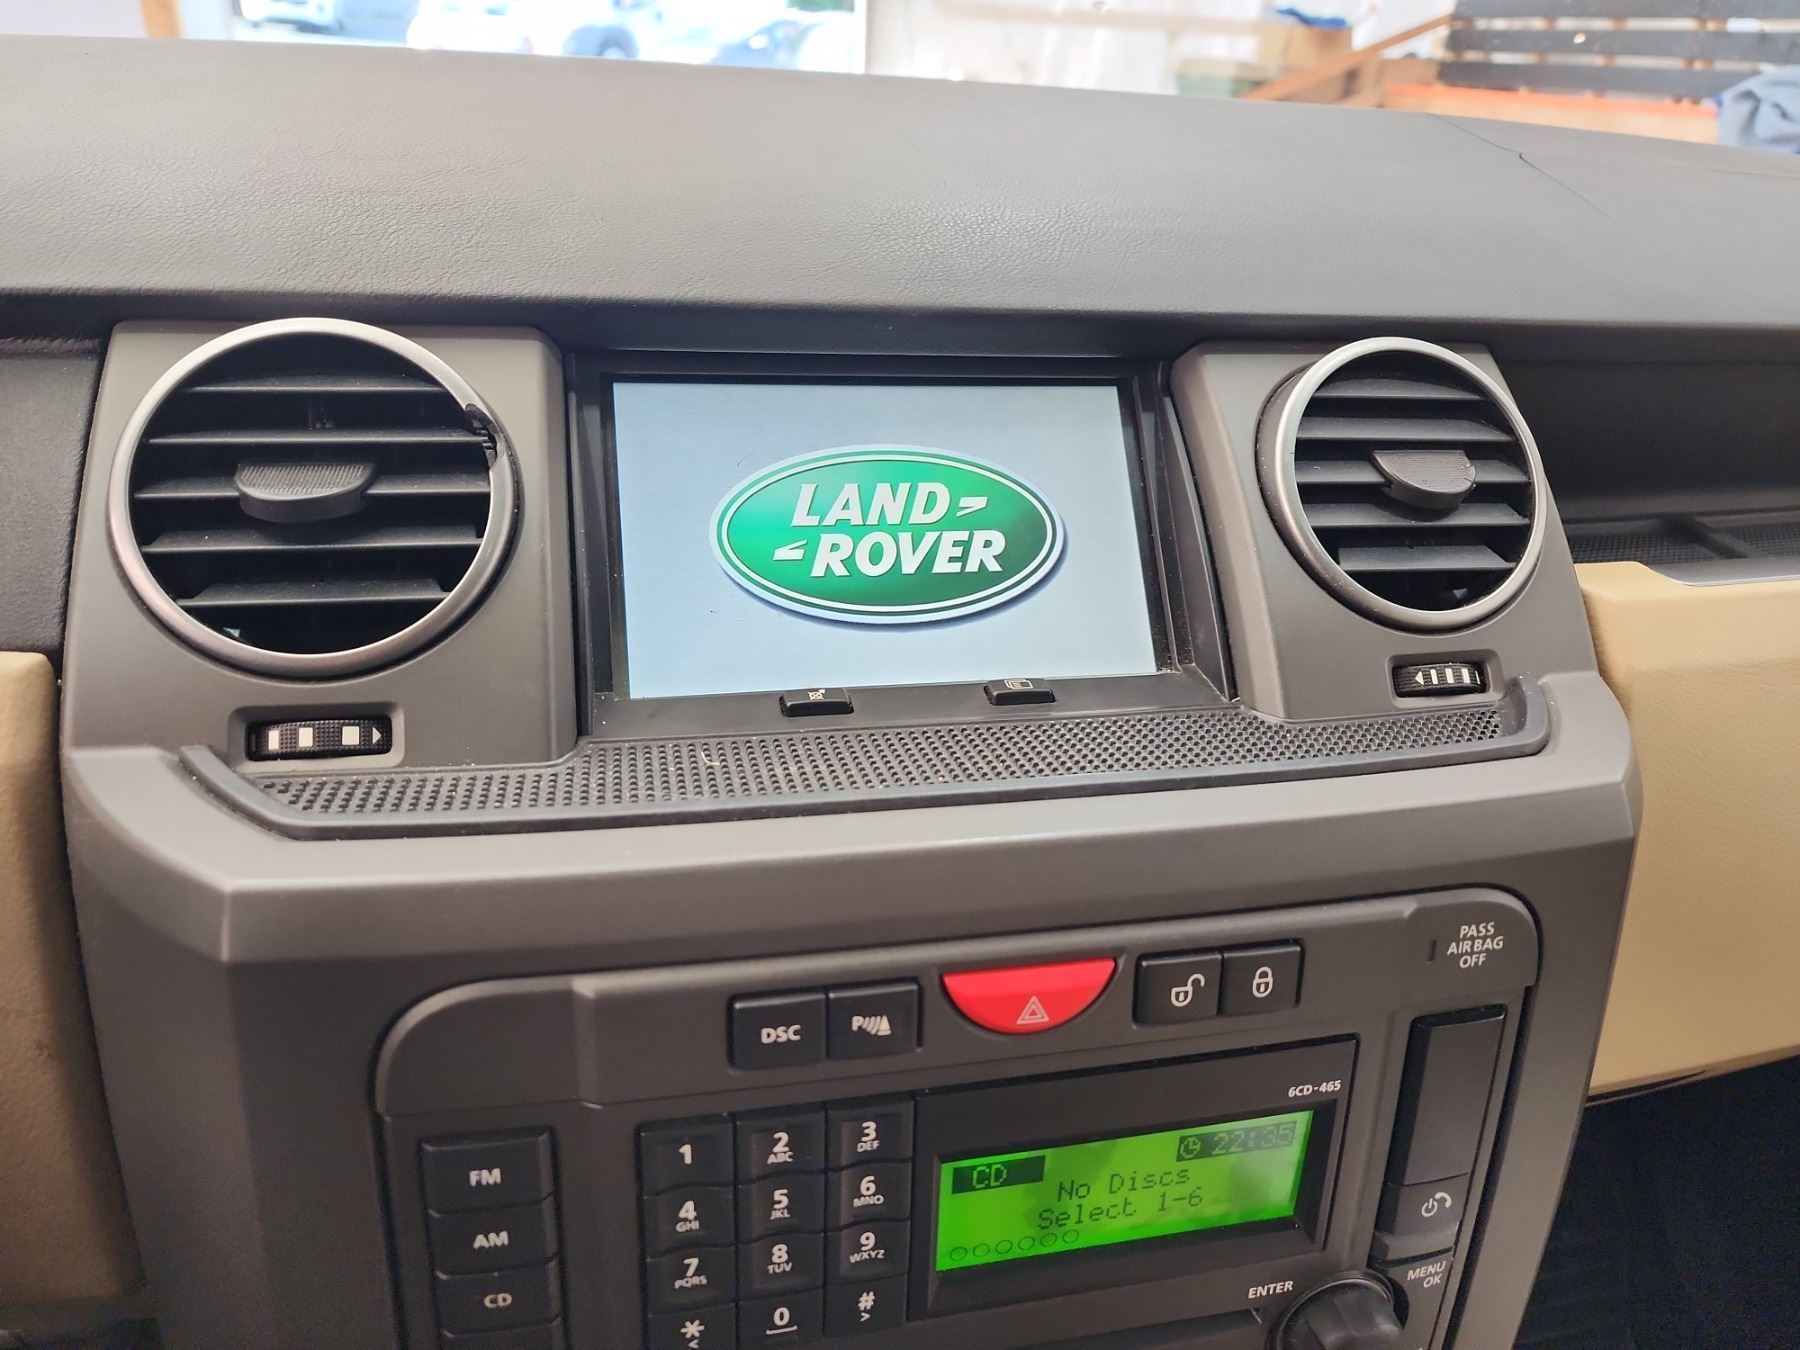 LAND
ROVER
PASS
AIRBAG
OFF
DSC
P
6CD-465
CD
22:35
No Discs
Select 1-6
FM
AM
CD
1
2
ABC
3
DEF
4
GHI
5
JKL
6
MNO
7
PQRS
8
TUV
9
WXYZ
*
<
0
#
>
MENU
OK
ENTER